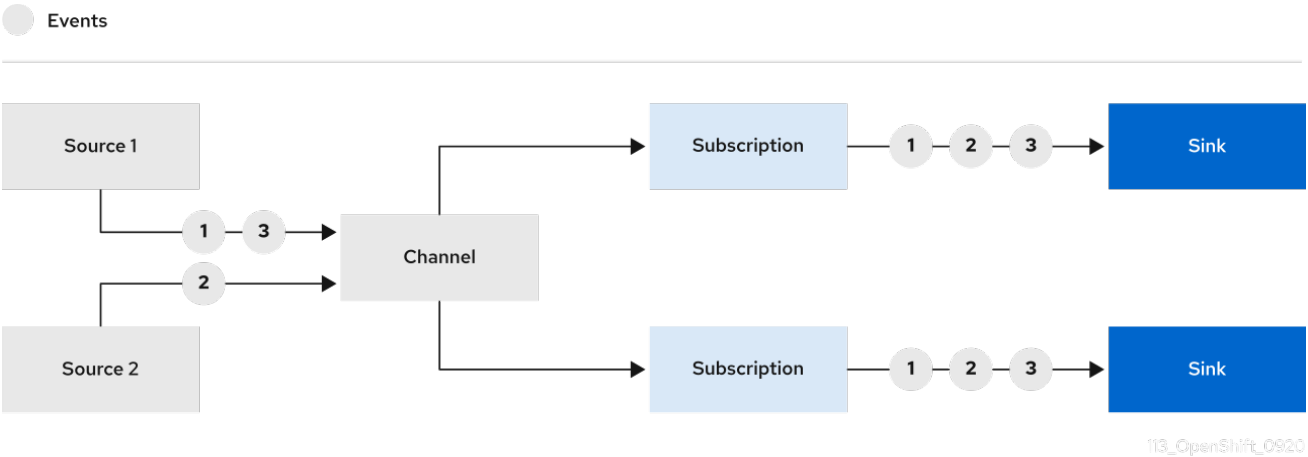 Events
Source 1
Subscription
1 2 3
Sink
1 3
Channel
2
Source 2
Subscription
1 2 3
Sink
113_OpenShift_0920